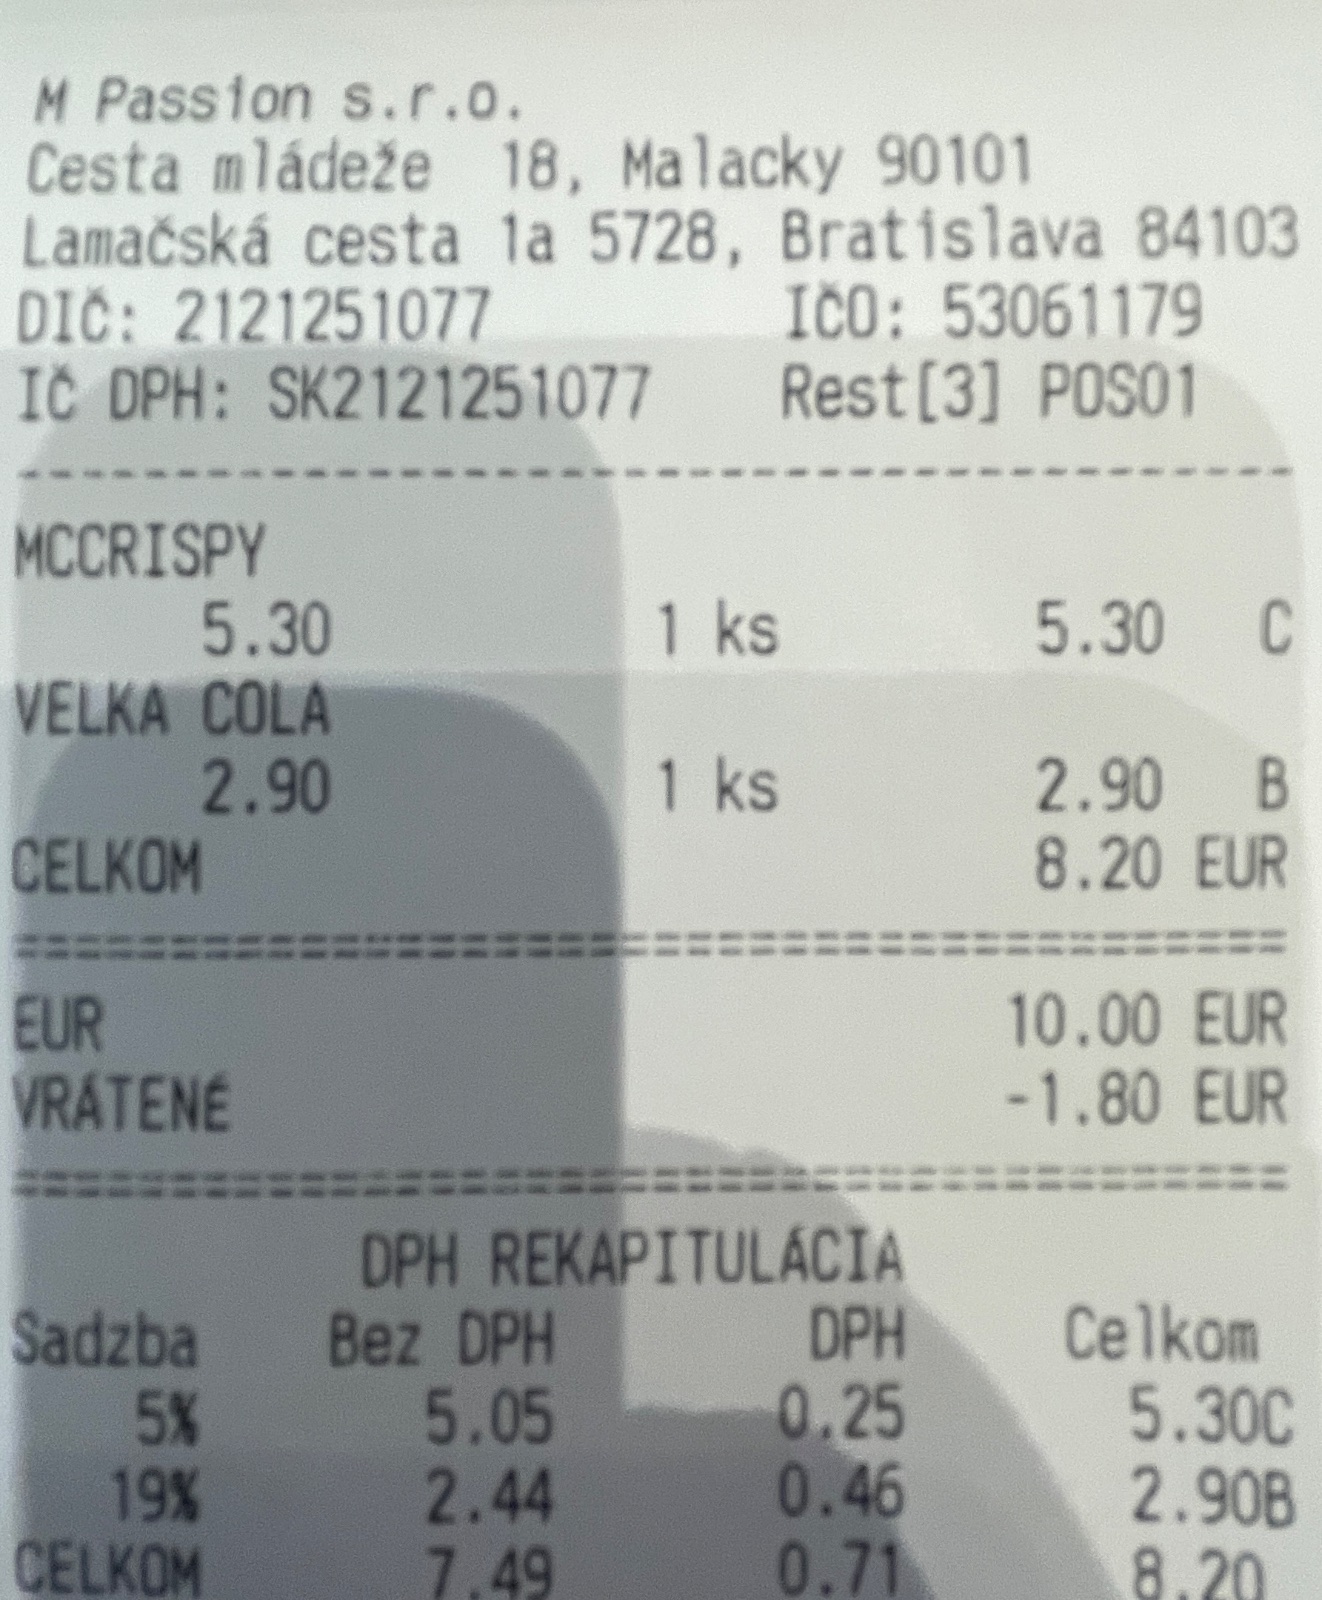 M Passion s.r.o.
Cesta mládeže 18, Malacky 90101
Lamačská cesta 1a 5728, Bratislava 84103
DIČ: 2121251077 IČO: 53061179
IČ DPH: SK2121251077 Rest[3] POS01
----------------------------------------
MCCRISPY
5.30 1 ks 5.30 C
VELKA COLA
2.90 1 ks 2.90 B
CELKOM 8.20 EUR
========================================
EUR 10.00 EUR
VRÁTENÉ -1.80 EUR
========================================
DPH REKAPITULÁCIA
Sadzba Bez DPH DPH Celkom
5% 5.05 0.25 5.30C
19% 2.44 0.46 2.90B
CELKOM 7.49 0.71 8.20